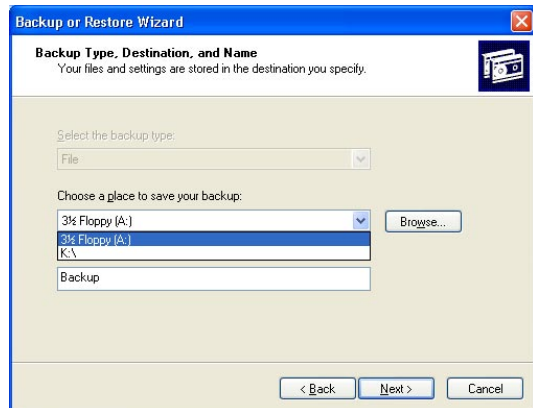 Backup or Restore Wizard
Backup Type, Destination, and Name
Your files and settings are stored in the destination you specify.
Select the backup type:
File
Choose a place to save your backup:
3½ Floppy (A:)
Browse...
3½ Floppy (A:)
K:\
Backup
< Back
Next >
Cancel